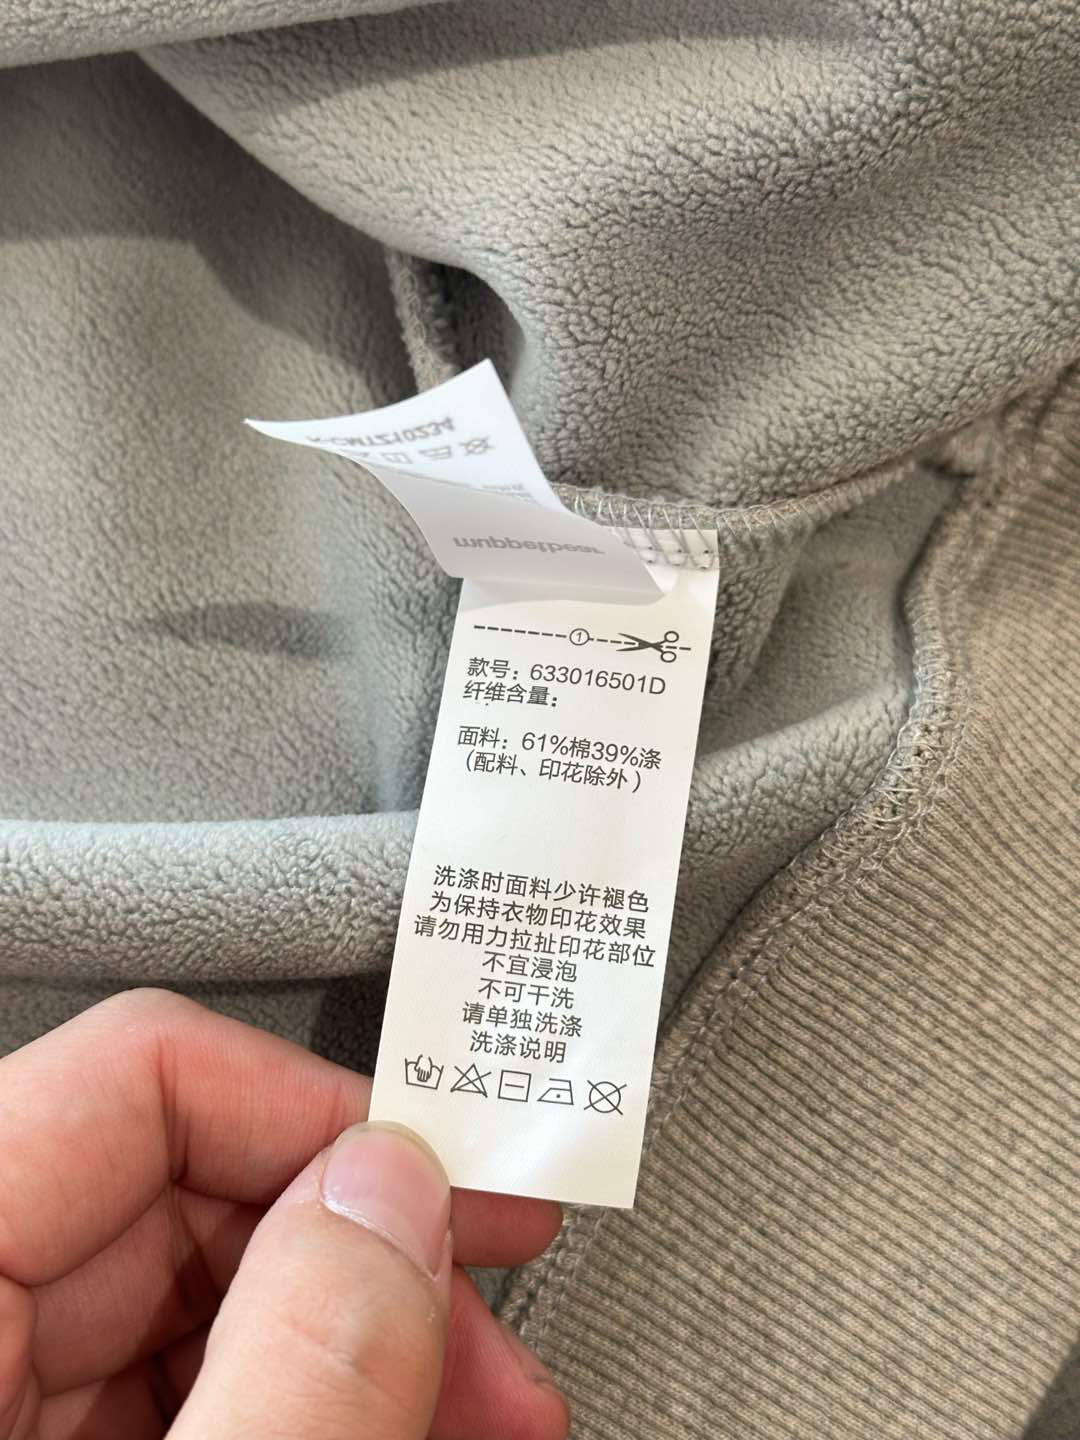 K-CMTZ10234
muppetbear
1
款号：633016501D
纤维含量：
面料：61%棉39%涤
（配料、印花除外）
洗涤时面料少许褪色
为保持衣物印花效果
请勿用力拉扯印花部位
不宜浸泡
不可干洗
请单独洗涤
洗涤说明